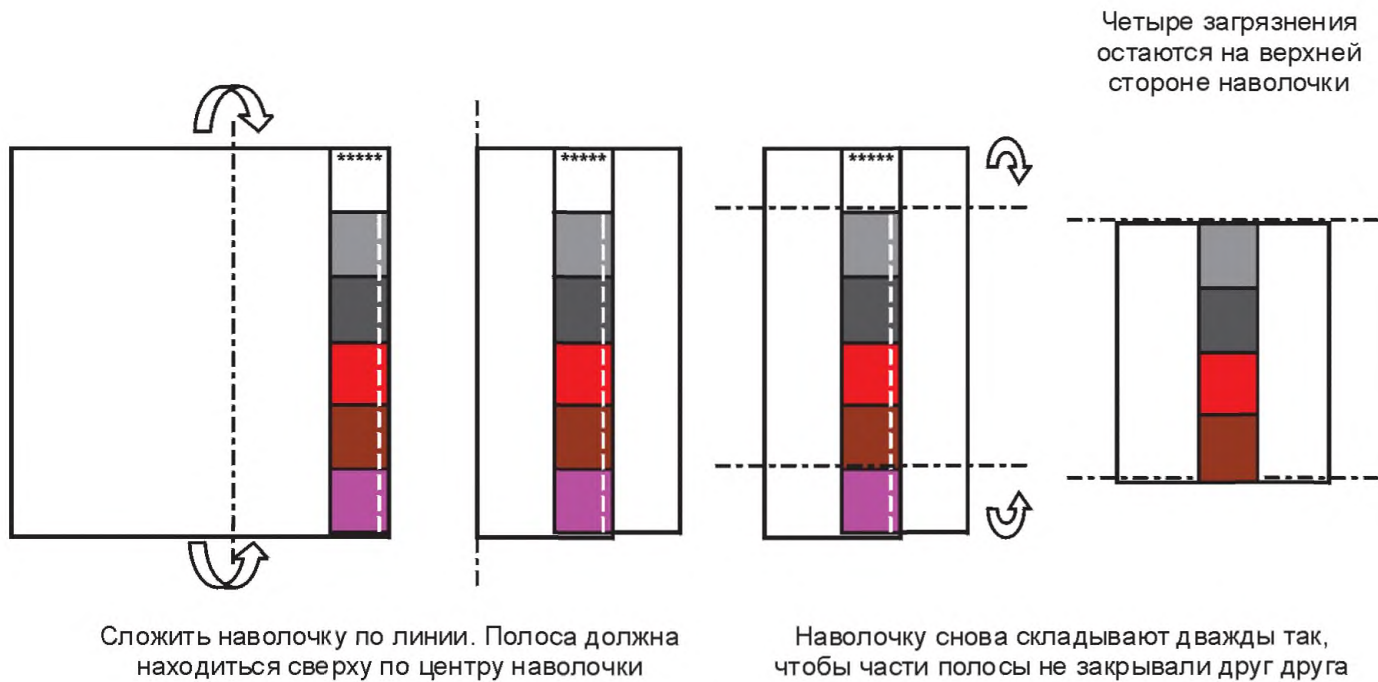 Четыре загрязнения
остаются на верхней
стороне наволочки
*****
*****
*****
Сложить наволочку по линии. Полоса должна
находиться сверху по центру наволочки
Наволочку снова складывают дважды так,
чтобы части полосы не закрывали друг друга